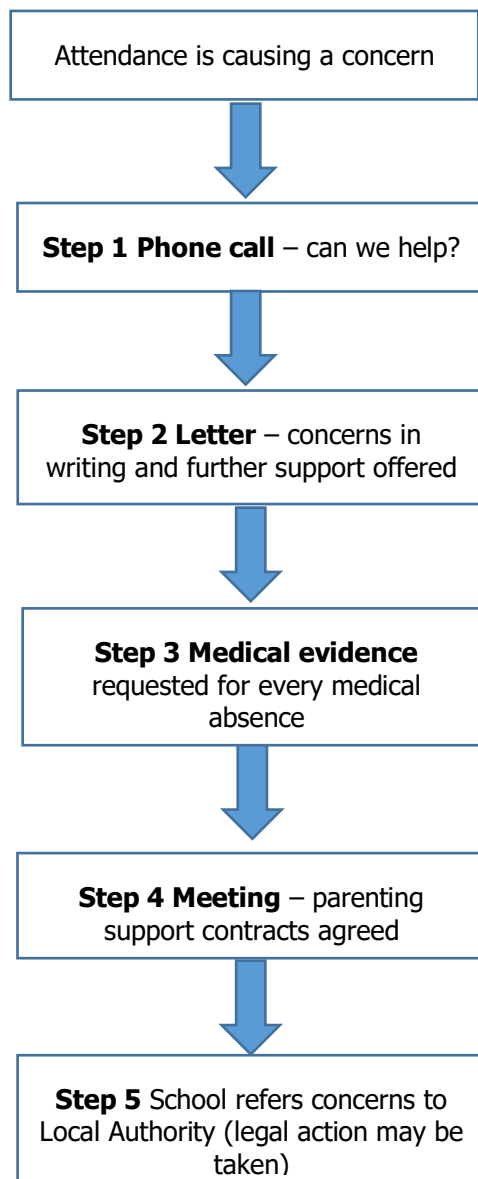 Attendance is causing a concern
Step 1 Phone call – can we help?
Step 2 Letter – concerns in
writing and further support offered
Step 3 Medical evidence
requested for every medical
absence
Step 4 Meeting – parenting
support contracts agreed
Step 5 School refers concerns to
Local Authority (legal action may be
taken)